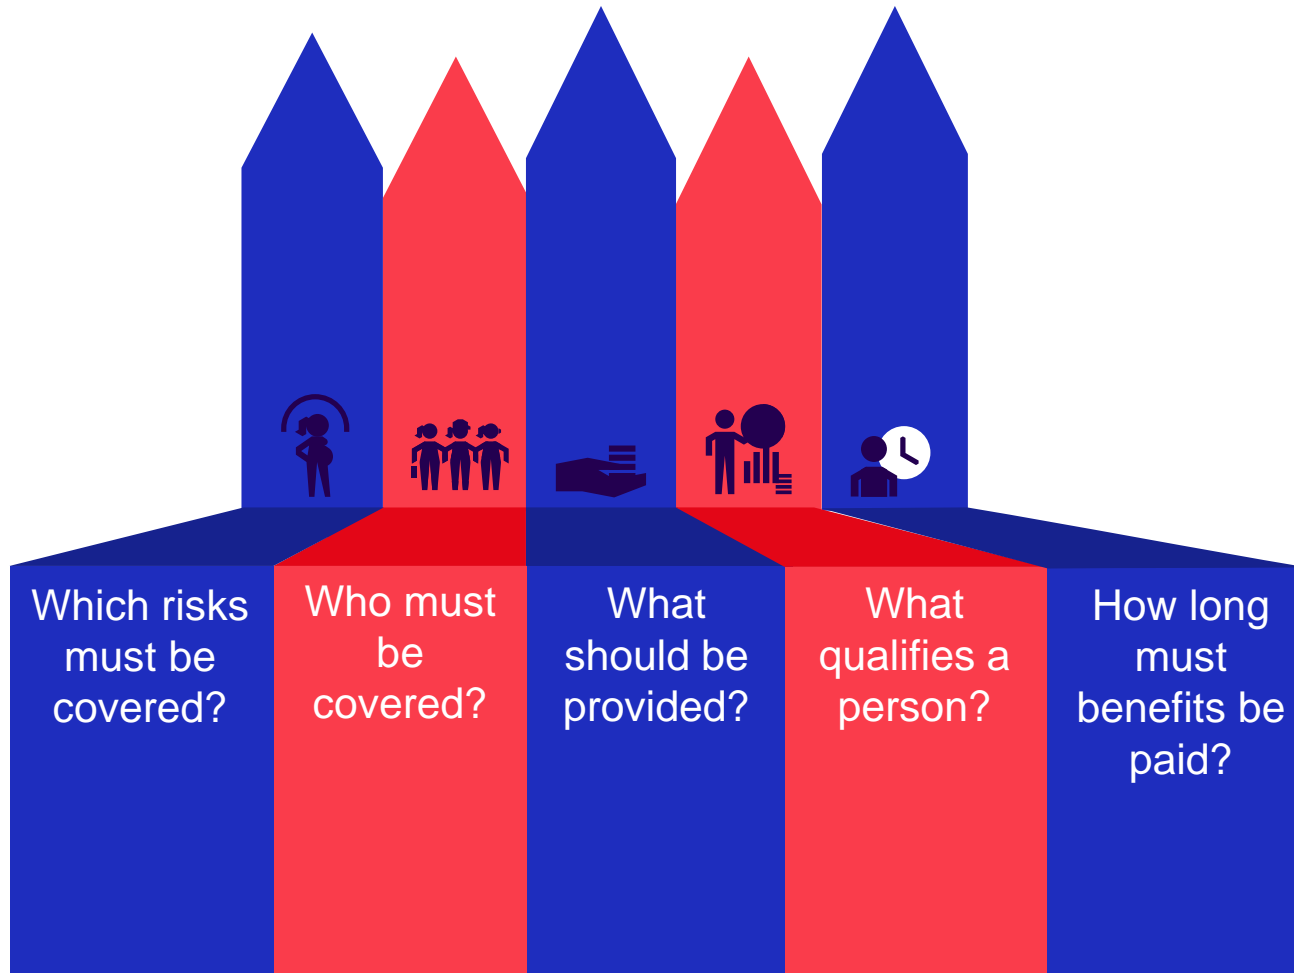 Which risks
must be
covered?
Who must
be
covered?
What
should be
provided?
What
qualifies a
person?
How long
must
benefits be
paid?